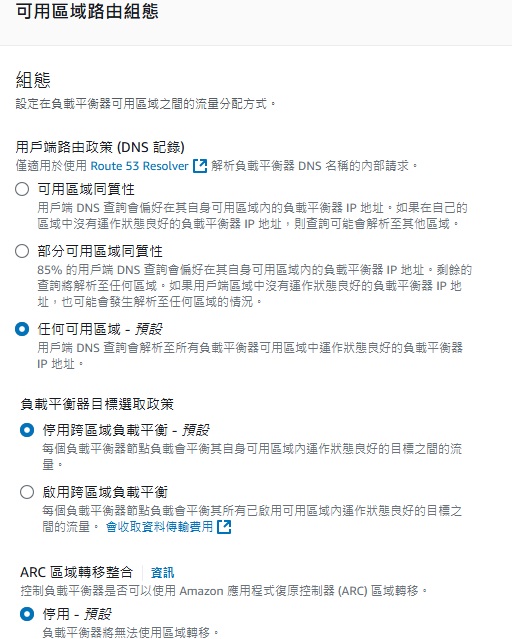 可用區域路由組態
組態
設定在負載平衡器可用區域之間的流量分配方式。
用戶端路由政策 (DNS 記錄)
僅適用於使用 Route 53 Resolver 解析負載平衡器 DNS 名稱的內部請求。
可用區域同質性
用戶端 DNS 查詢會偏好在其自身可用區域內的負載平衡器 IP 地址。如果在自己的
區域中沒有運作狀態良好的負載平衡器 IP 地址，則查詢可能會解析至其他區域。
部分可用區域同質性
85% 的用戶端 DNS 查詢會偏好在其自身可用區域內的負載平衡器 IP 地址。剩餘的
查詢將解析至任何區域。如果用戶端區域中沒有運作狀態良好的負載平衡器 IP 地
址，也可能會發生解析至任何區域的情況。
任何可用區域 - 預設
用戶端 DNS 查詢會解析至所有負載平衡器可用區域中運作狀態良好的負載平衡器
IP 地址。
負載平衡器目標選取政策
停用跨區域負載平衡 - 預設
每個負載平衡器節點負載會平衡其自身可用區域內運作狀態良好的目標之間的流
量。
啟用跨區域負載平衡
每個負載平衡器節點負載會平衡其所有已啟用可用區域內運作狀態良好的目標之
間的流量。 會收取資料傳輸費用
ARC 區域轉移整合 資訊
控制負載平衡器是否可以使用 Amazon 應用程式復原控制器 (ARC) 區域轉移。
停用 - 預設
負載平衡器將無法使用區域轉移。